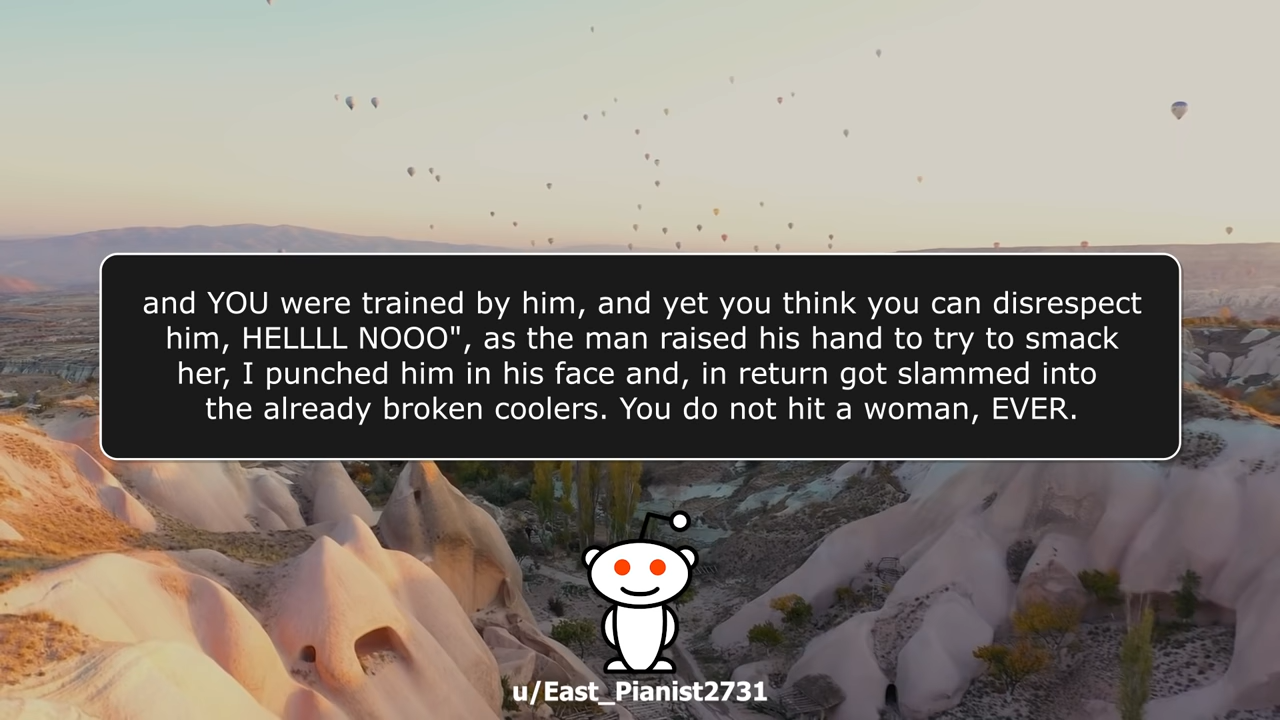 and YOU were trained by him, and yet you think you can disrespect
him, HELLLL NOOO", as the man raised his hand to try to smack
her, I punched him in his face and, in return got slammed into
the already broken coolers. You do not hit a woman, EVER.
u/East_Pianist2731